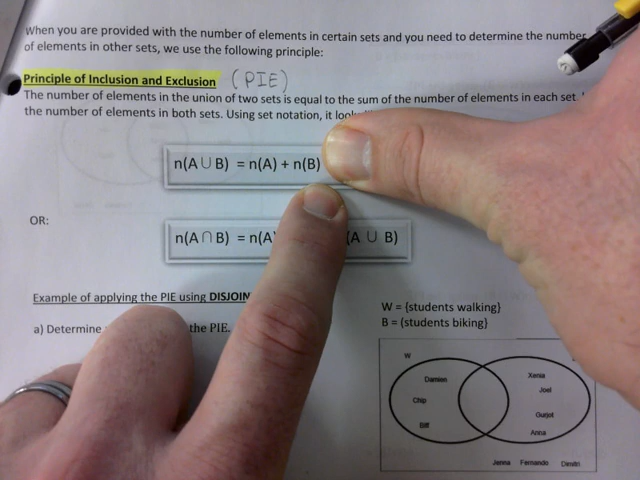 When you are provided with the number of elements in certain sets and you need to determine the number
of elements in other sets, we use the following principle:
Principle of Inclusion and Exclusion (PIE)
The number of elements in the union of two sets is equal to the sum of the number of elements in each set
the number of elements in both sets. Using set notation, it
n(A ∪ B) = n(A) + n(B)
OR:
n(A ∩ B) = n(A) (A ∪ B)
Example of applying the PIE using
a) Determine the PIE.
W = {students walking}
B = {students biking}
W
Damien
Xenia
Joel
Chip
Gurjot
Biff
Anna
Jenna Fernando Dimitri